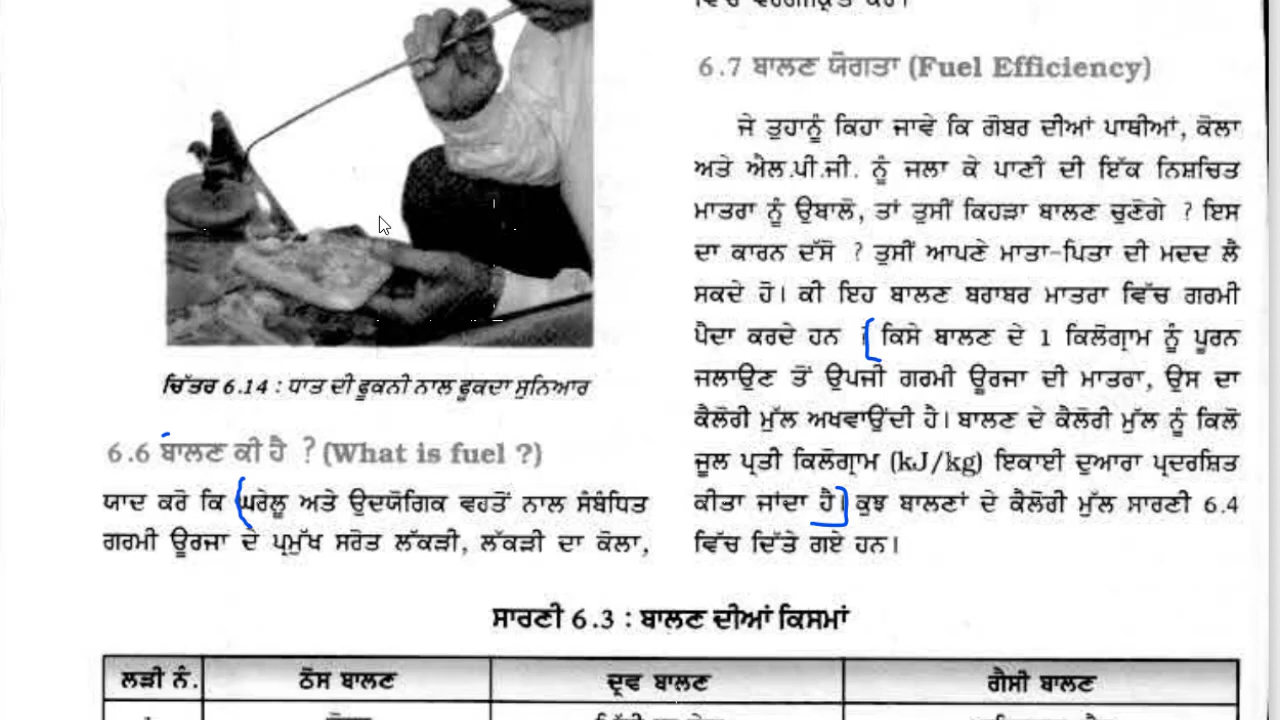 ਚਿੱਤਰ 6.14 : ਧਾਤ ਦੀ ਫੂਕਨੀ ਨਾਲ ਫੂਕਦਾ ਸੁਨਿਆਰ
6.6 ਬਾਲਣ ਕੀ ਹੈ ? (What is fuel ?)
ਯਾਦ ਕਰੋ ਕਿ ਘਰੇਲੂ ਅਤੇ ਉਦਯੋਗਿਕ ਵਰਤੋਂ ਨਾਲ ਸੰਬੰਧਿਤ
ਗਰਮੀ ਊਰਜਾ ਦੇ ਪ੍ਰਮੁੱਖ ਸਰੋਤ ਲੱਕੜੀ, ਲੱਕੜੀ ਦਾ ਕੋਲਾ,
6.7 ਬਾਲਣ ਯੋਗਤਾ (Fuel Efficiency)
ਜੇ ਤੁਹਾਨੂੰ ਕਿਹਾ ਜਾਵੇ ਕਿ ਗੋਬਰ ਦੀਆਂ ਪਾਥੀਆਂ, ਕੋਲਾ
ਅਤੇ ਐਲ.ਪੀ.ਜੀ. ਨੂੰ ਜਲਾ ਕੇ ਪਾਣੀ ਦੀ ਇੱਕ ਨਿਸ਼ਚਿਤ
ਮਾਤਰਾ ਨੂੰ ਉਬਾਲੋ, ਤਾਂ ਤੁਸੀਂ ਕਿਹੜਾ ਬਾਲਣ ਚੁਣੋਗੇ ? ਇਸ
ਦਾ ਕਾਰਨ ਦੱਸੋ ? ਤੁਸੀਂ ਆਪਣੇ ਮਾਤਾ-ਪਿਤਾ ਦੀ ਮਦਦ ਲੈ
ਸਕਦੇ ਹੋ। ਕੀ ਇਹ ਬਾਲਣ ਬਰਾਬਰ ਮਾਤਰਾ ਵਿੱਚ ਗਰਮੀ
ਪੈਦਾ ਕਰਦੇ ਹਨ ? ਕਿਸੇ ਬਾਲਣ ਦੇ 1 ਕਿਲੋਗ੍ਰਾਮ ਨੂੰ ਪੂਰਨ
ਜਲਾਉਣ ਤੋਂ ਉਪਜੀ ਗਰਮੀ ਊਰਜਾ ਦੀ ਮਾਤਰਾ, ਉਸ ਦਾ
ਕੈਲੋਰੀ ਮੁੱਲ ਅਖਵਾਉਂਦੀ ਹੈ। ਬਾਲਣ ਦੇ ਕੈਲੋਰੀ ਮੁੱਲ ਨੂੰ ਕਿਲੋ
ਜੂਲ ਪ੍ਰਤੀ ਕਿਲੋਗ੍ਰਾਮ (kJ/kg) ਇਕਾਈ ਦੁਆਰਾ ਪ੍ਰਦਰਸ਼ਿਤ
ਕੀਤਾ ਜਾਂਦਾ ਹੈ। ਕੁਝ ਬਾਲਣਾਂ ਦੇ ਕੈਲੋਰੀ ਮੁੱਲ ਸਾਰਣੀ 6.4
ਵਿੱਚ ਦਿੱਤੇ ਗਏ ਹਨ।
ਸਾਰਣੀ 6.3 : ਬਾਲਣ ਦੀਆਂ ਕਿਸਮਾਂ
ਲੜੀ ਨੰ. ਠੋਸ ਬਾਲਣ ਦ੍ਰਵ ਬਾਲਣ ਗੈਸੀ ਬਾਲਣ